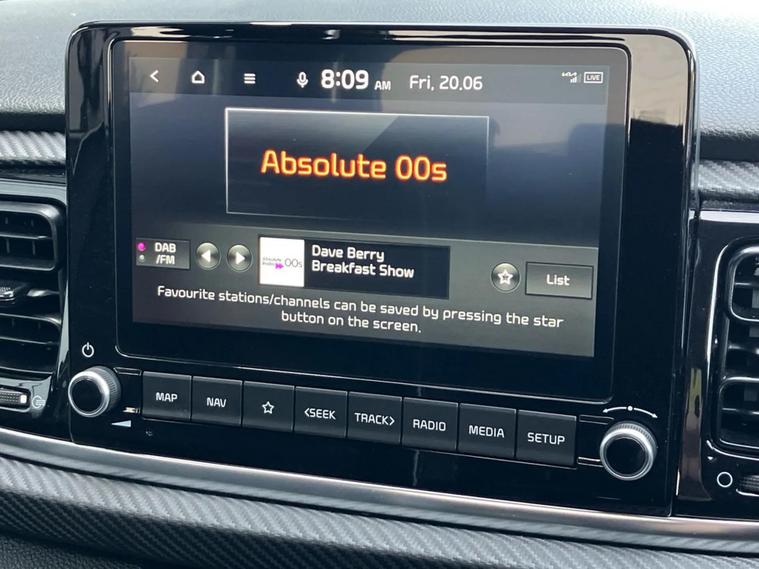 8:09 AM Fri, 20.06 LIVE
Absolute 00s
DAB
/FM
Absolute
Radio 00s
Dave Berry
Breakfast Show
List
Favourite stations/channels can be saved by pressing the star
button on the screen.
MAP
NAV
<SEEK
TRACK>
RADIO
MEDIA
SETUP